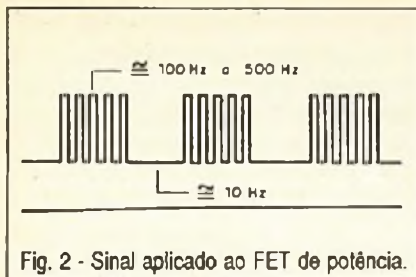 ≅ 100 Hz a 500 Hz
≅ 10 Hz
Fig. 2 - Sinal aplicado ao FET de potência.